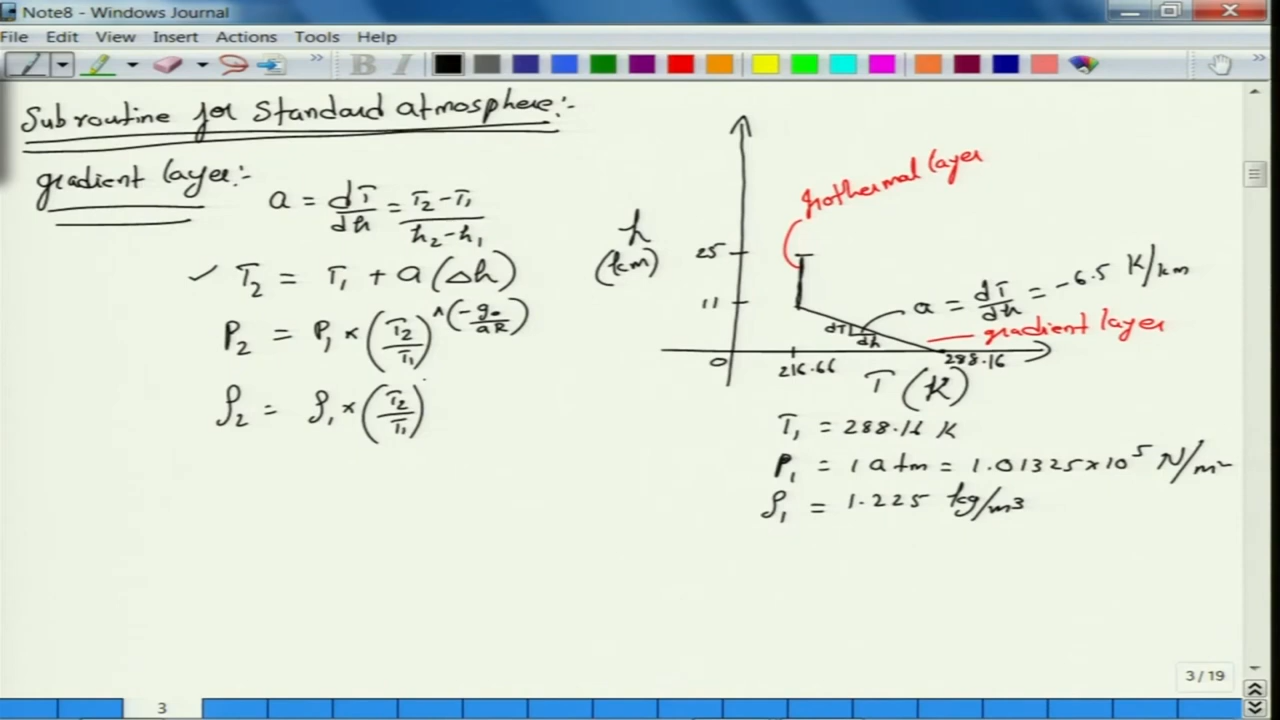 Note8 - Windows Journal
File Edit View Insert Actions Tools Help
B I
Subroutine for Standard atmosphere:-
gradient layer:-
a = dT/dh = T2-T1/h2-h1
✓ T2 = T1 + a(Δh)
P2 = P1 × (T2/T1)^(-g0/aR)
ρ2 = ρ1 × (T2/T1)
h
(km)
25
11
0
216.66
288.16
T (K)
Isothermal layer
a = dT/dh = -6.5 K/km
gradient layer
dT
dh
T1 = 288.16 K
P1 = 1 atm = 1.01325×10^5 N/m²
ρ1 = 1.225 kg/m3
3 / 19
3